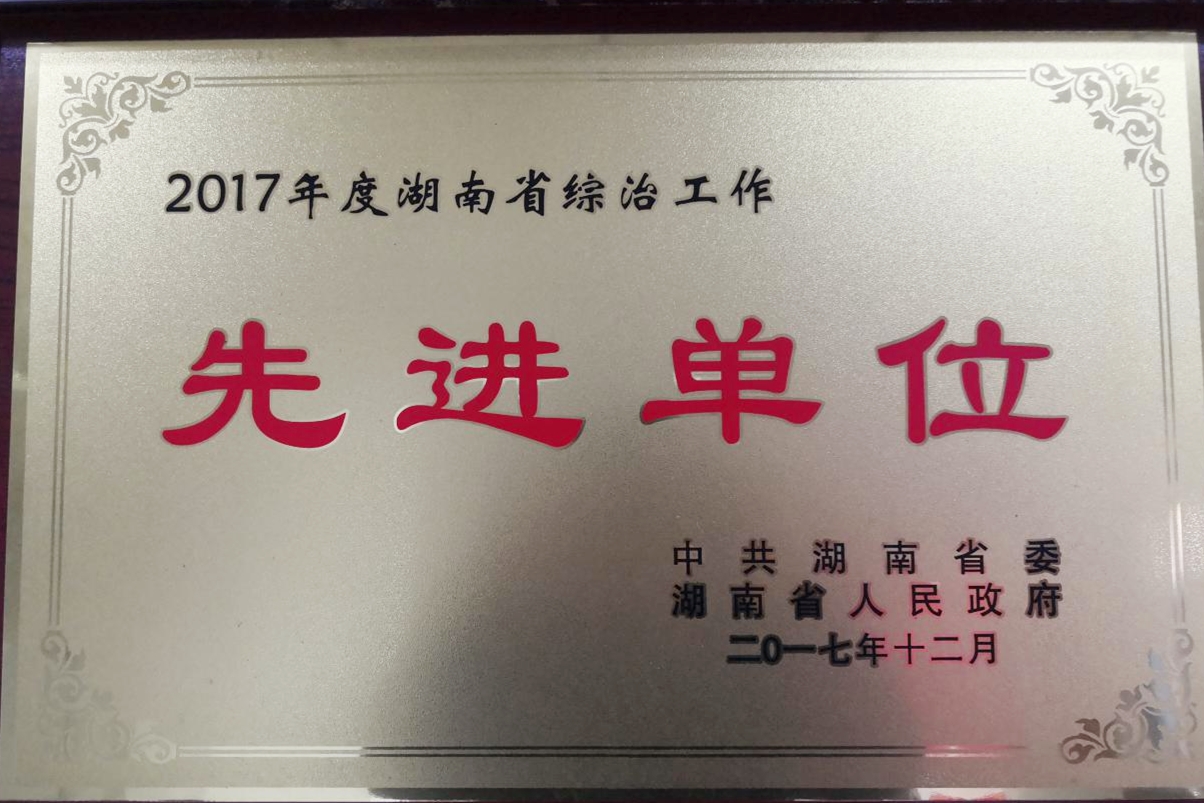 2017年度湖南省综治工作
先进单位
中共湖南省委
湖南省人民政府
二0一七年十二月